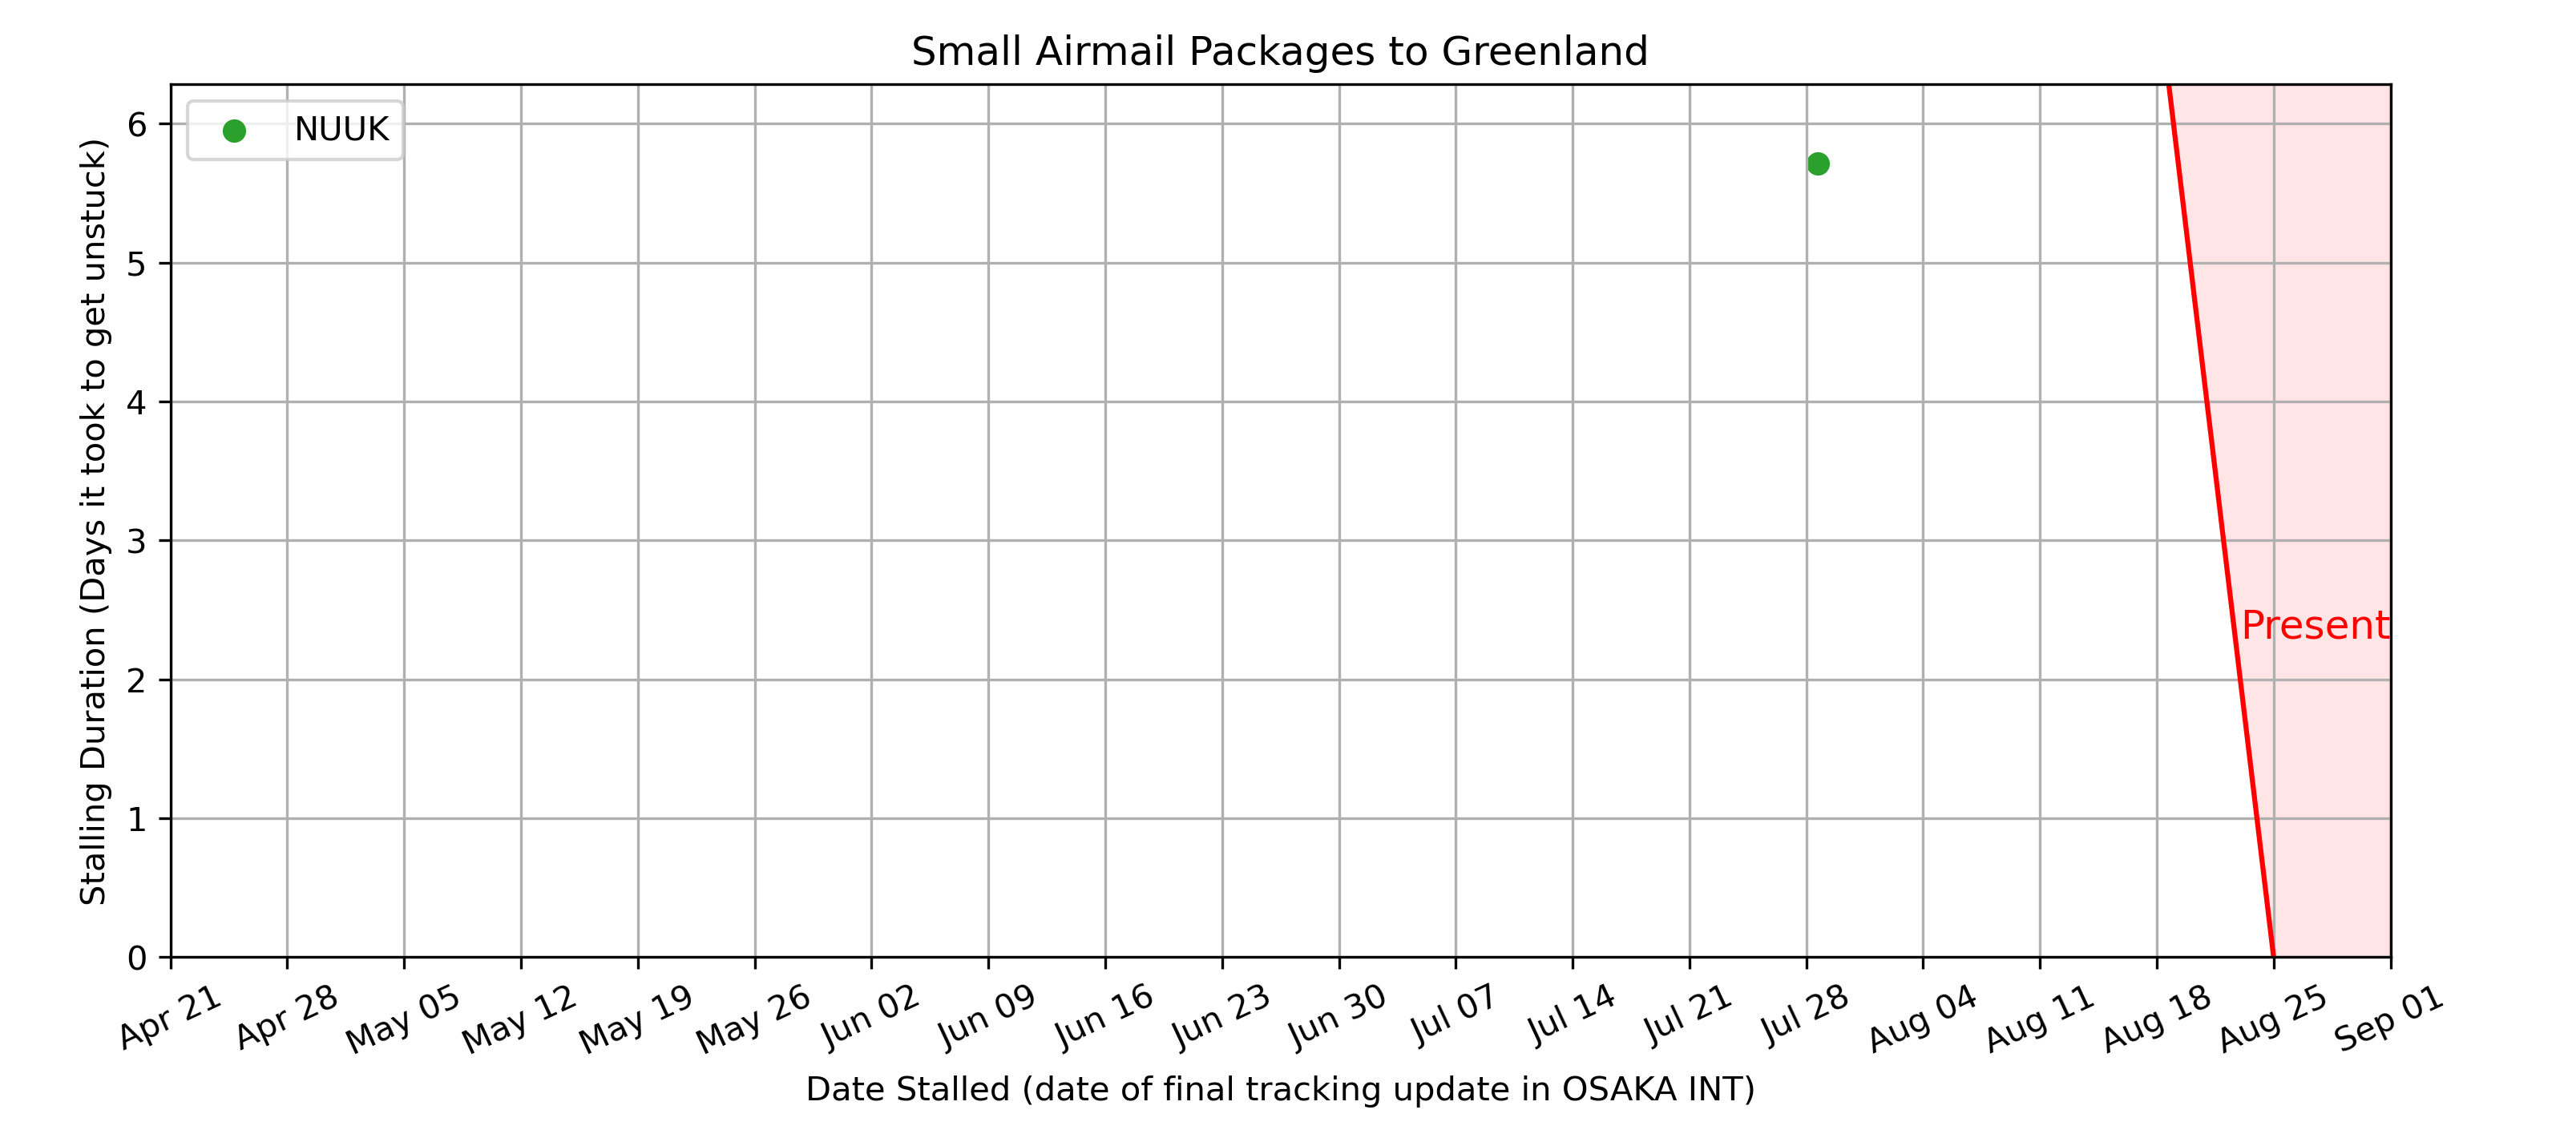 Small Airmail Packages to Greenland
NUUK
Stalling Duration (Days it took to get unstuck)
6
5
4
3
2
1
0
Present
Apr 21 Apr 28 May 05 May 12 May 19 May 26 Jun 02 Jun 09 Jun 16 Jun 23 Jun 30 Jul 07 Jul 14 Jul 21 Jul 28 Aug 04 Aug 11 Aug 18 Aug 25 Sep 01
Date Stalled (date of final tracking update in OSAKA INT)